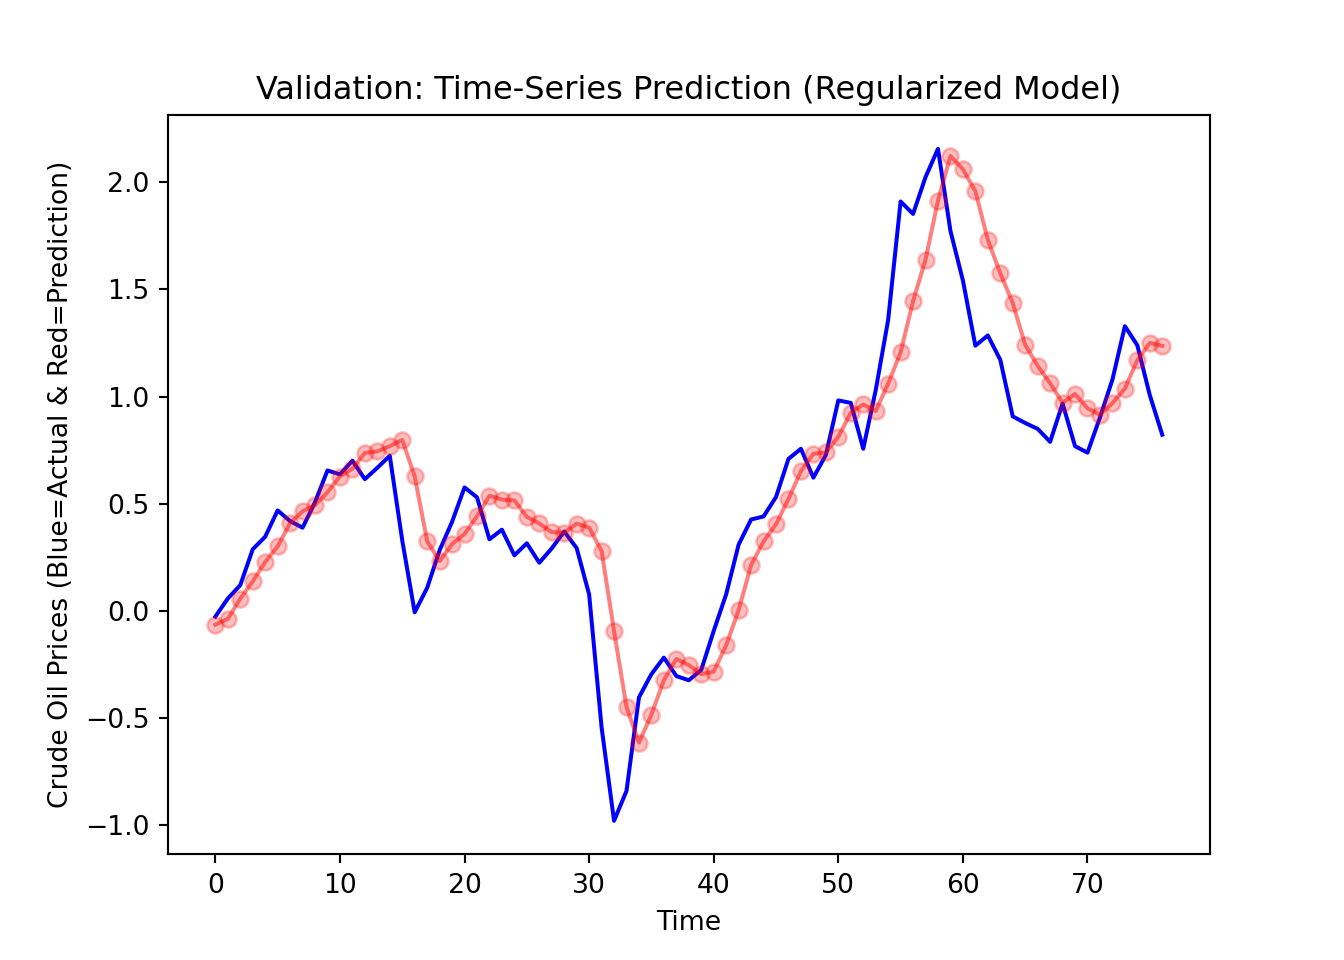 Validation: Time-Series Prediction (Regularized Model)
Crude Oil Prices (Blue=Actual & Red=Prediction)
2.0
1.5
1.0
0.5
0.0
−0.5
−1.0
0 10 20 30 40 50 60 70
Time